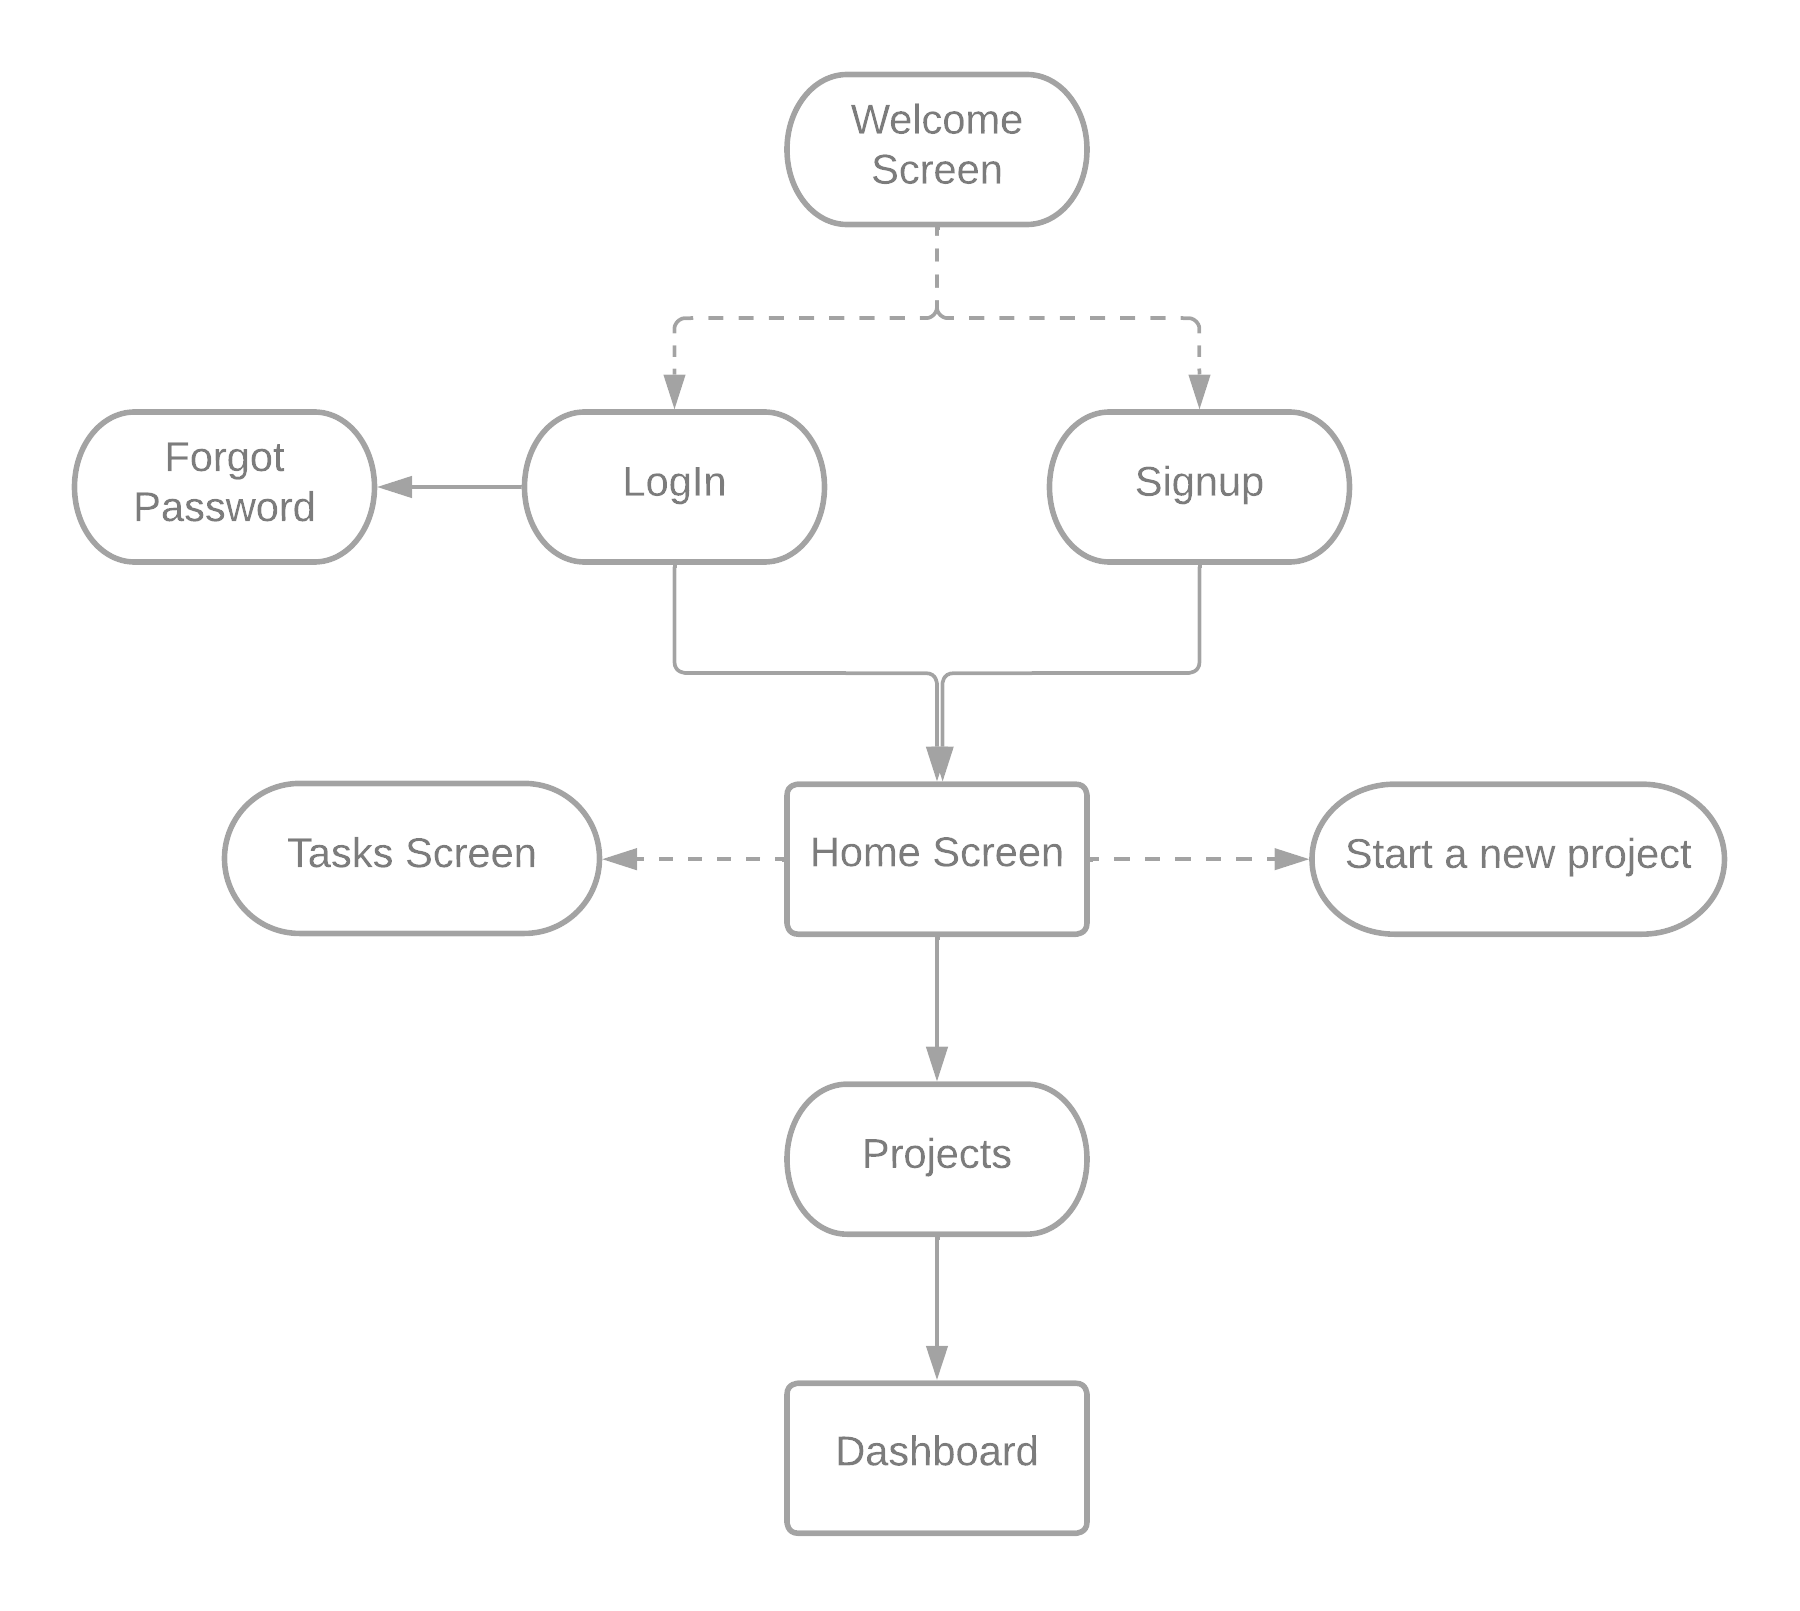 Welcome
Screen
Forgot
Password
LogIn
Signup
Tasks Screen
Home Screen
Start a new project
Projects
Dashboard